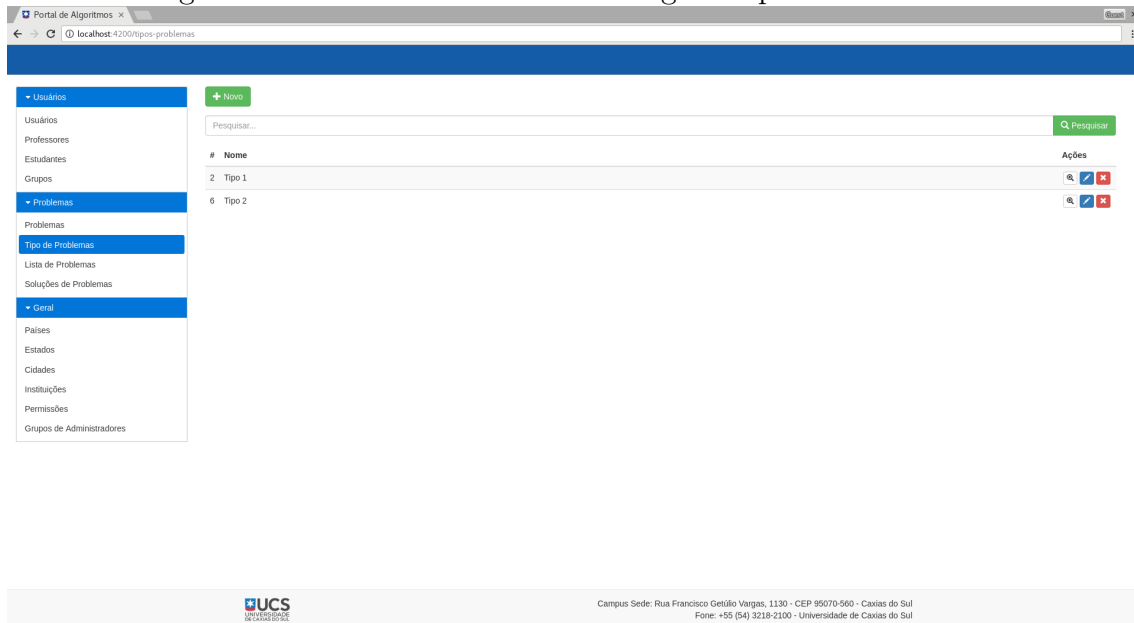 Portal de Algoritmos ×
Guest
localhost:4200/tipos-problemas
Usuários
Usuários
Professores
Estudantes
Grupos
Problemas
Problemas
Tipo de Problemas
Lista de Problemas
Soluções de Problemas
Geral
Países
Estados
Cidades
Instituições
Permissões
Grupos de Administradores
Novo
Pesquisar... Pesquisar
# Nome Ações
2 Tipo 1
6 Tipo 2
UCS
UNIVERSIDADE
DE CAXIAS DO SUL
Campus Sede: Rua Francisco Getúlio Vargas, 1130 - CEP 95070-560 - Caxias do Sul
Fone: +55 (54) 3218-2100 - Universidade de Caxias do Sul